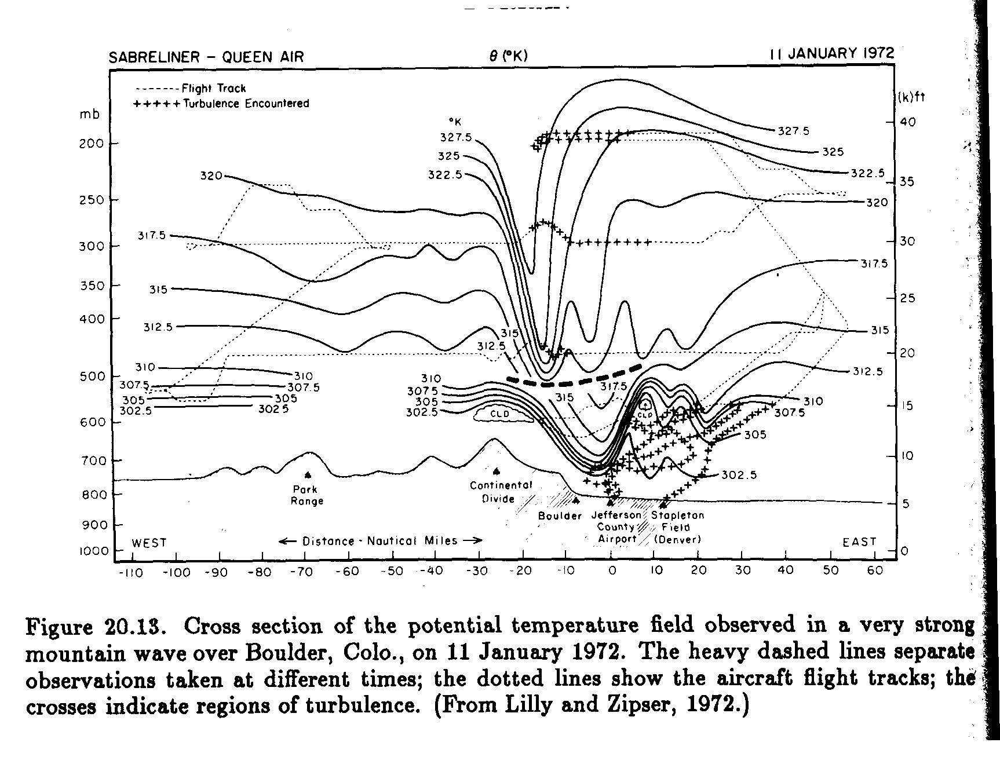 SABRELINER - QUEEN AIR θ (°K) 11 JANUARY 1972
-------Flight Track
+++++Turbulence Encountered
(k)ft
mb
°K
40
327.5
327.5
200
325
325
322.5
322.5
320
35
250
320
317.5
300
30
317.5
350
315
25
400
312.5
315
315
312.5
20
310
312.5
500
310
310
307.5
307.5
317.5
307.5
305
305
305
315
310
15
302.5
302.5
302.5
CLD
CLD
307.5
600
305
700
10
302.5
Continental
Divide
Park
Range
800
5
Boulder
Jefferson
County
Airport
Stapleton
Field
(Denver)
900
WEST
← Distance - Nautical Miles →
EAST
1000
0
-110 -100 -90 -80 -70 -60 -50 -40 -30 -20 -10 0 10 20 30 40 50 60
Figure 20.13. Cross section of the potential temperature field observed in a very strong
mountain wave over Boulder, Colo., on 11 January 1972. The heavy dashed lines separate
observations taken at different times; the dotted lines show the aircraft flight tracks; the
crosses indicate regions of turbulence. (From Lilly and Zipser, 1972.)